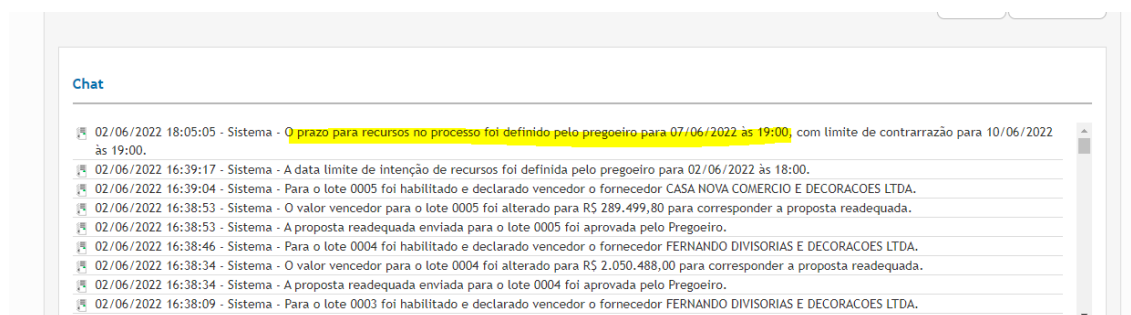 Chat
02/06/2022 18:05:05 - Sistema - O prazo para recursos no processo foi definido pelo pregoeiro para 07/06/2022 às 19:00, com limite de contrarrazão para 10/06/2022
às 19:00.
02/06/2022 16:39:17 - Sistema - A data limite de intenção de recursos foi definida pelo pregoeiro para 02/06/2022 às 18:00.
02/06/2022 16:39:04 - Sistema - Para o lote 0005 foi habilitado e declarado vencedor o fornecedor CASA NOVA COMERCIO E DECORACOES LTDA.
02/06/2022 16:38:53 - Sistema - O valor vencedor para o lote 0005 foi alterado para R$ 289.499,80 para corresponder a proposta readequada.
02/06/2022 16:38:53 - Sistema - A proposta readequada enviada para o lote 0005 foi aprovada pelo Pregoeiro.
02/06/2022 16:38:46 - Sistema - Para o lote 0004 foi habilitado e declarado vencedor o fornecedor FERNANDO DIVISORIAS E DECORACOES LTDA.
02/06/2022 16:38:34 - Sistema - O valor vencedor para o lote 0004 foi alterado para R$ 2.050.488,00 para corresponder a proposta readequada.
02/06/2022 16:38:34 - Sistema - A proposta readequada enviada para o lote 0004 foi aprovada pelo Pregoeiro.
02/06/2022 16:38:09 - Sistema - Para o lote 0003 foi habilitado e declarado vencedor o fornecedor FERNANDO DIVISORIAS E DECORACOES LTDA.